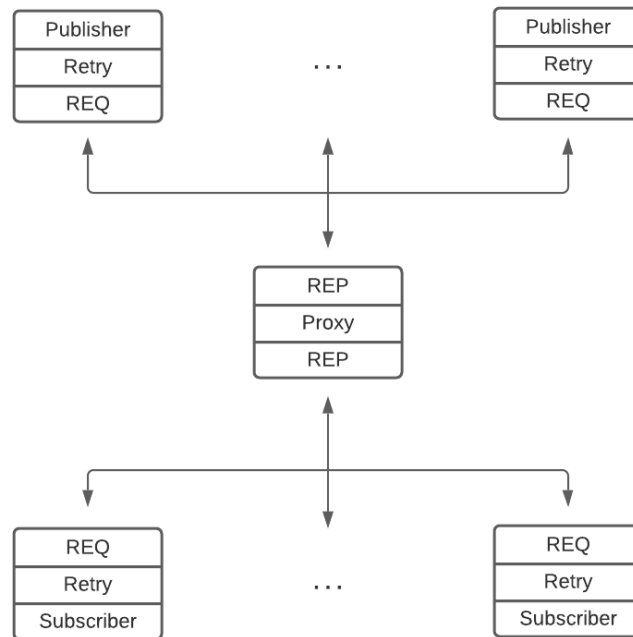 Publisher
Retry
REQ
...
Publisher
Retry
REQ
REP
Proxy
REP
REQ
Retry
Subscriber
...
REQ
Retry
Subscriber